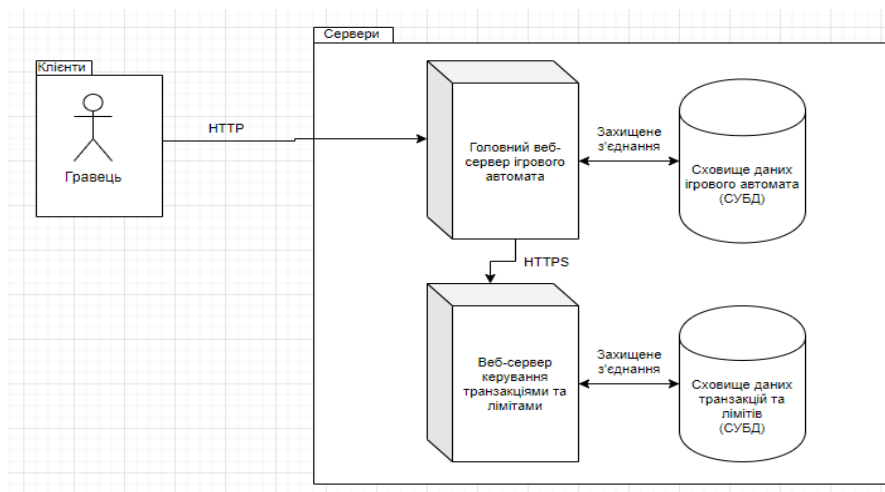 Сервери
Клієнти
Гравець
HTTP
Головний веб-
сервер ігрового
автомата
Захищене
з'єднання
Сховище даних
ігрового автомата
(СУБД)
HTTPS
Веб-сервер
керування
транзакціями та
лімітами
Захищене
з'єднання
Сховище даних
транзакцій та
лімітів
(СУБД)